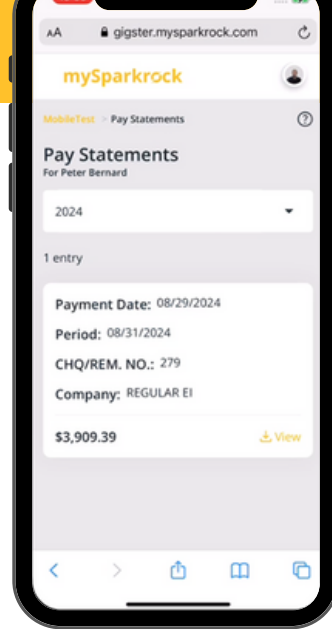 AA gigster.mysparkrock.com
mySparkrock
MobileTest > Pay Statements
Pay Statements
For Peter Bernard
2024
1 entry
Payment Date: 08/29/2024
Period: 08/31/2024
CHQ/REM. NO.: 279
Company: REGULAR EI
$3,909.39 View